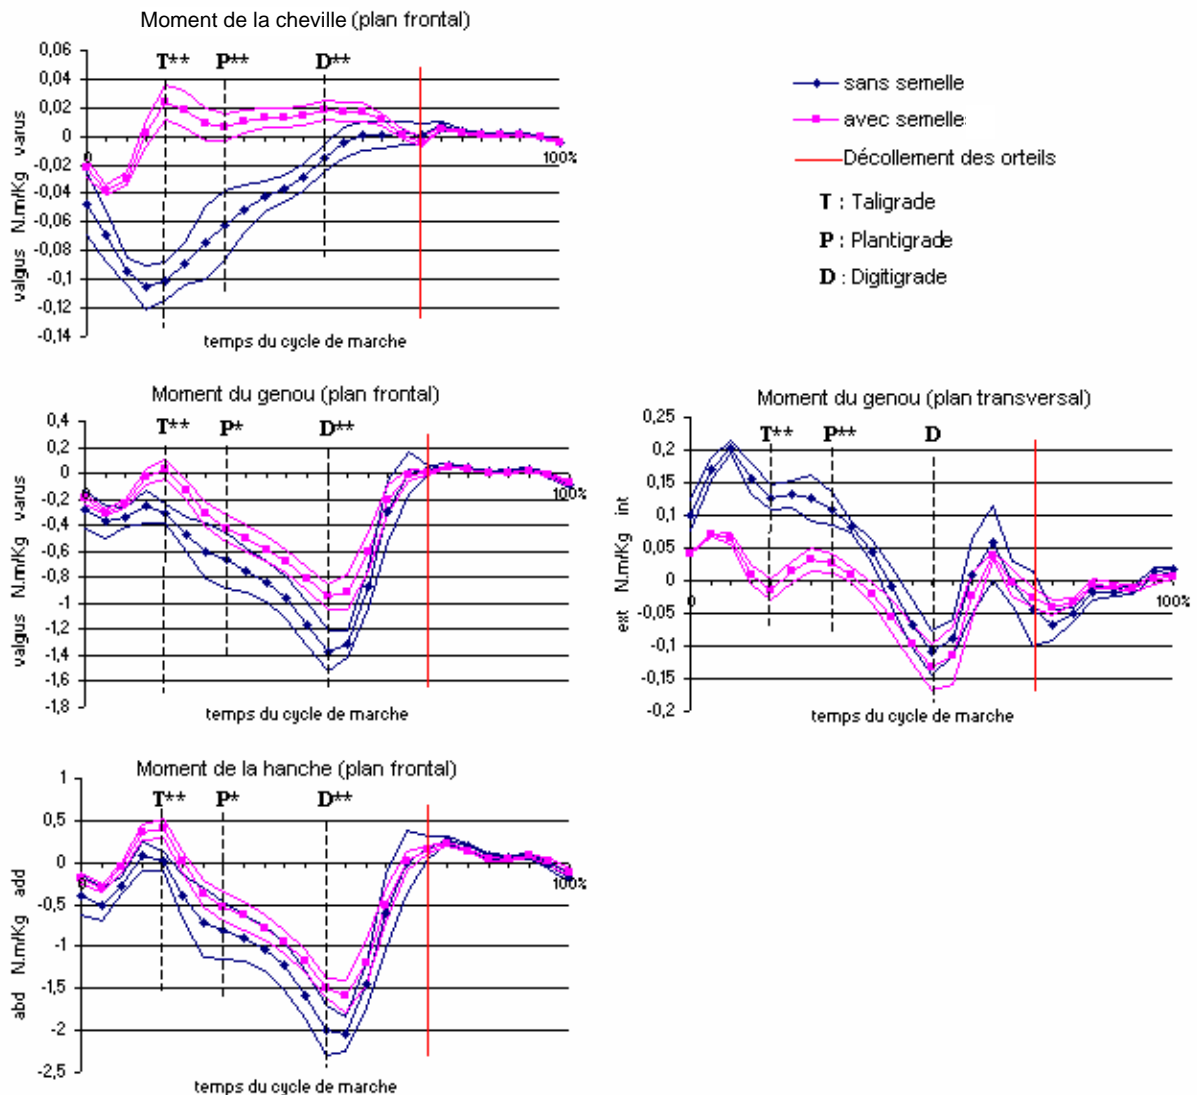 Moment de la cheville (plan frontal)
0,06
0,04
0,02
0
-0,02
-0,04
-0,06
-0,08
-0,1
-0,12
-0,14
valgus N.m/Kg varus
T** P** D**
0 100%
temps du cycle de marche
sans semelle
avec semelle
Décollement des orteils
T : Taligrade
P : Plantigrade
D : Digitigrade
Moment du genou (plan frontal)
0,4
0,2
0
-0,2
-0,4
-0,6
-0,8
-1
-1,2
-1,4
-1,6
-1,8
valgus N.m/Kg varus
T** P* D**
0 100%
temps du cycle de marche
Moment du genou (plan transversal)
0,25
0,2
0,15
0,1
0,05
0
-0,05
-0,1
-0,15
-0,2
ext N.m/Kg int
T** P** D
0 100%
temps du cycle de marche
Moment de la hanche (plan frontal)
1
0,5
0
-0,5
-1
-1,5
-2
-2,5
abd N.m/Kg add
T** P* D**
0 100%
temps du cycle de marche